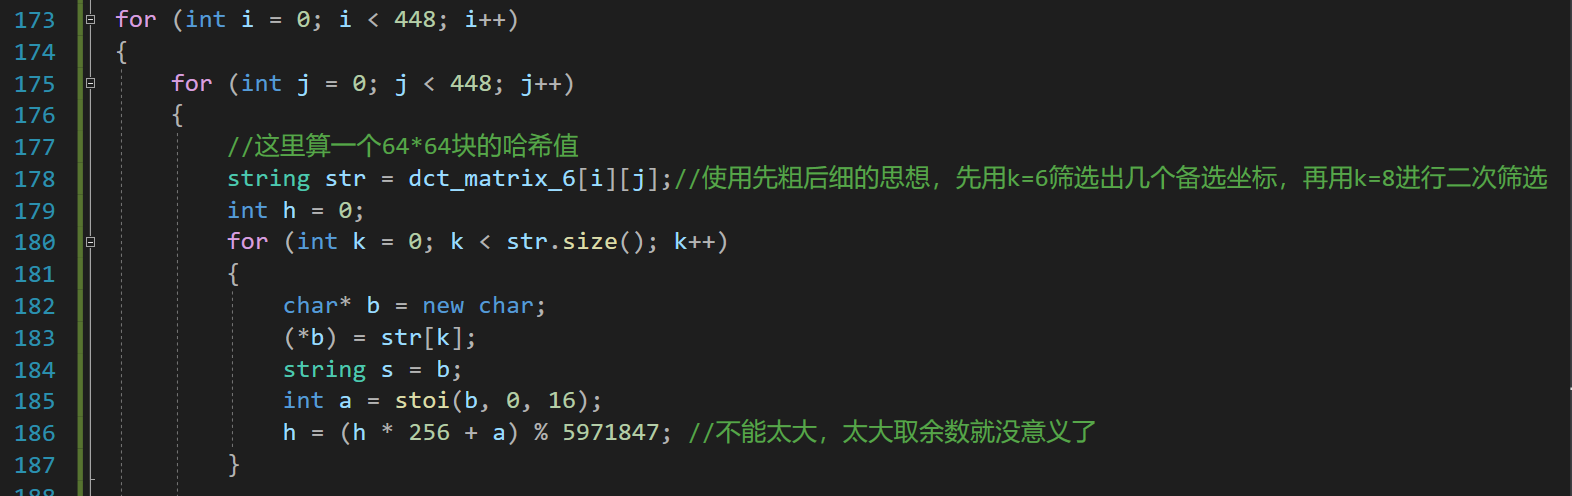 173 for (int i = 0; i < 448; i++)
174 {
175 for (int j = 0; j < 448; j++)
176 {
177 //这里算一个64*64块的哈希值
178 string str = dct_matrix_6[i][j];//使用先粗后细的思想，先用k=6筛选出几个备选坐标，再用k=8进行二次筛选
179 int h = 0;
180 for (int k = 0; k < str.size(); k++)
181 {
182 char* b = new char;
183 (*b) = str[k];
184 string s = b;
185 int a = stoi(b, 0, 16);
186 h = (h * 256 + a) % 5971847; //不能太大，太大取余数就没意义了
187 }
188